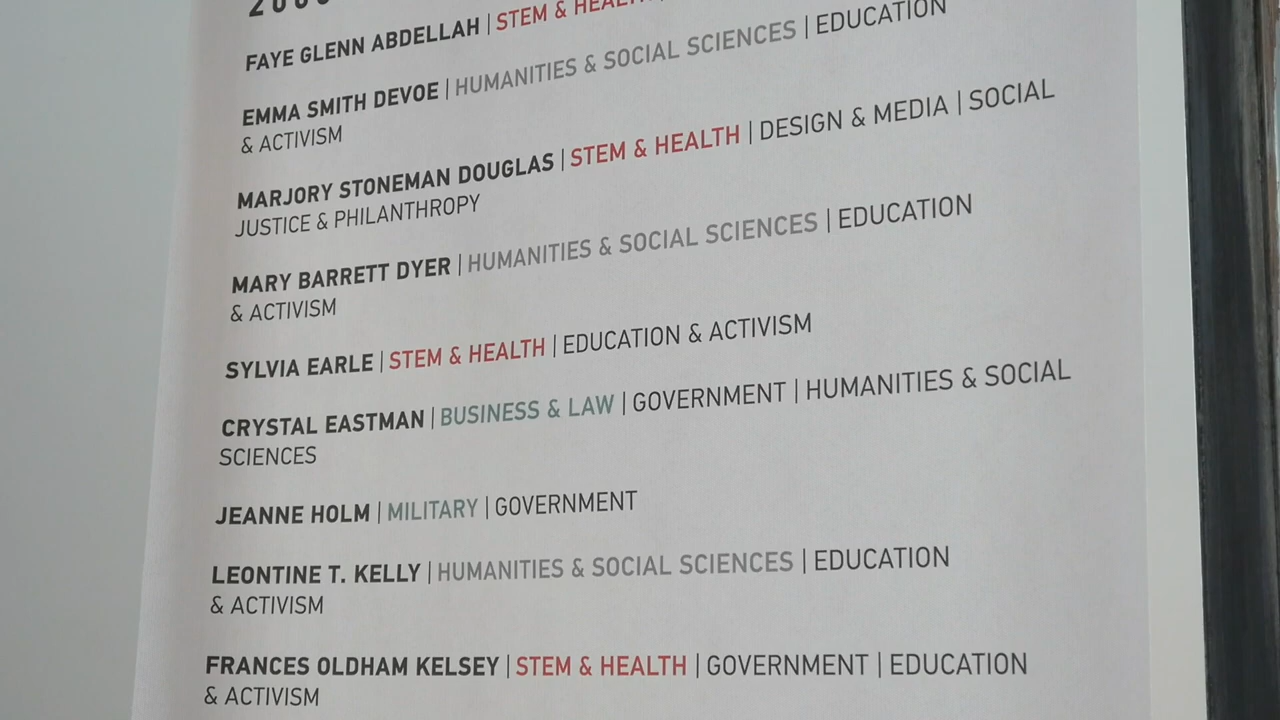 FAYE GLENN ABDELLAH | STEM & HEALTH
EMMA SMITH DEVOE | HUMANITIES & SOCIAL SCIENCES | EDUCATION
& ACTIVISM
MARJORY STONEMAN DOUGLAS | STEM & HEALTH | DESIGN & MEDIA | SOCIAL
JUSTICE & PHILANTHROPY
MARY BARRETT DYER | HUMANITIES & SOCIAL SCIENCES | EDUCATION
& ACTIVISM
SYLVIA EARLE | STEM & HEALTH | EDUCATION & ACTIVISM
CRYSTAL EASTMAN | BUSINESS & LAW | GOVERNMENT | HUMANITIES & SOCIAL
SCIENCES
JEANNE HOLM | MILITARY | GOVERNMENT
LEONTINE T. KELLY | HUMANITIES & SOCIAL SCIENCES | EDUCATION
& ACTIVISM
FRANCES OLDHAM KELSEY | STEM & HEALTH | GOVERNMENT | EDUCATION
& ACTIVISM